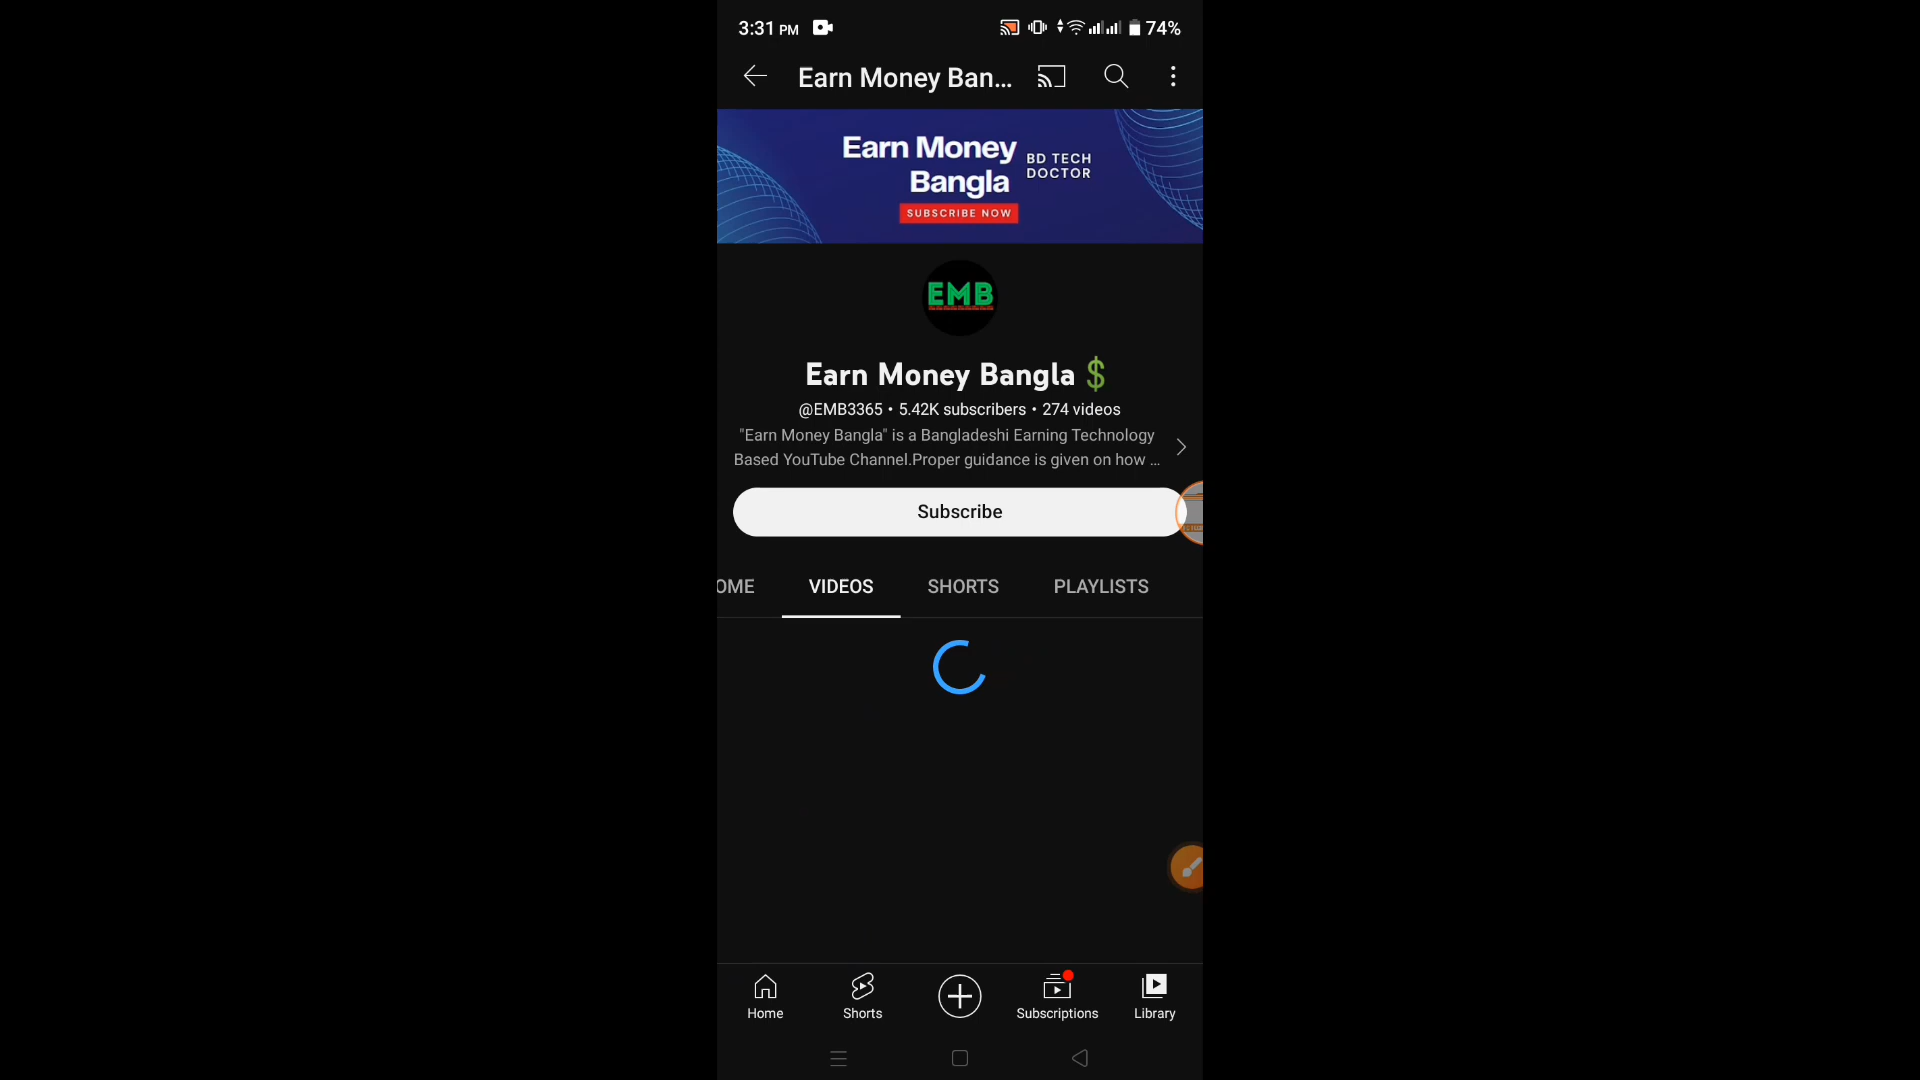 3:31 PM 74%
Earn Money Ban...
Earn Money
Bangla
BD TECH
DOCTOR
SUBSCRIBE NOW
EMB
Earn Money Bangla💲
@EMB3365 • 5.42K subscribers • 274 videos
"Earn Money Bangla" is a Bangladeshi Earning Technology
Based YouTube Channel.Proper guidance is given on how ...
Subscribe
OME VIDEOS SHORTS PLAYLISTS
Home Shorts Subscriptions Library